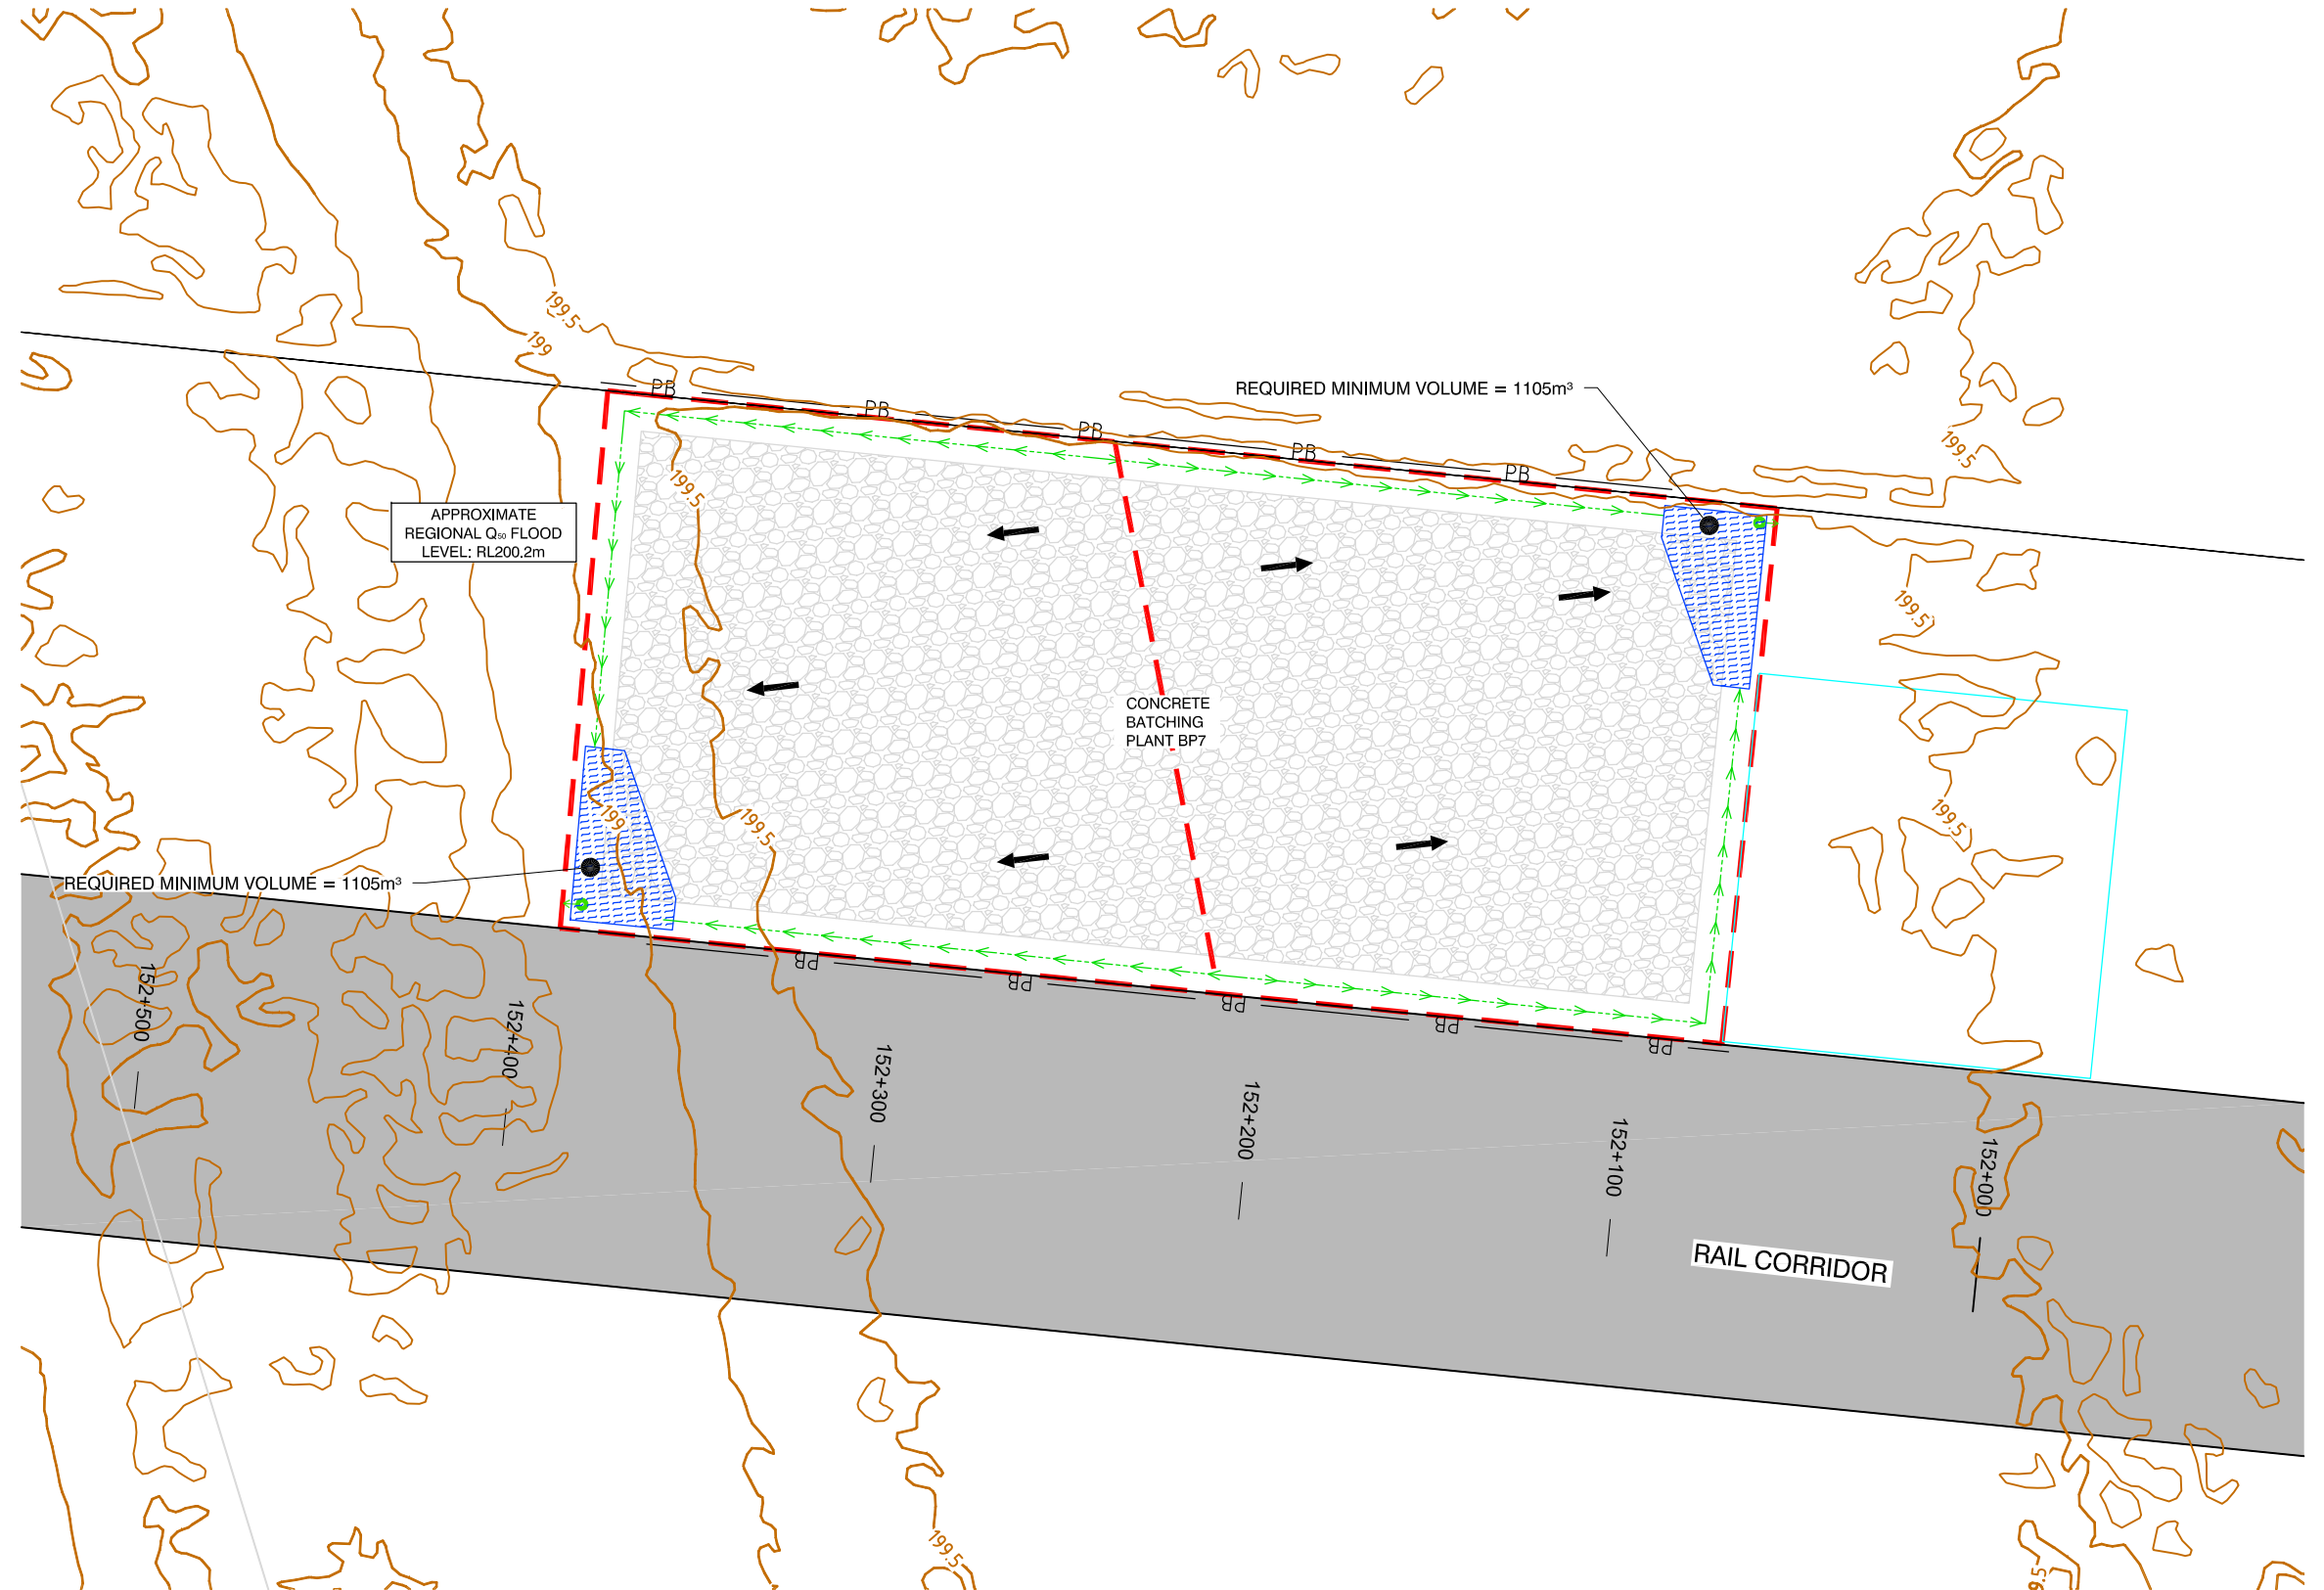 199.5
199
PB
PB
PB
PB
PB
REQUIRED MINIMUM VOLUME = 1105m³
199.5
199.5
APPROXIMATE
REGIONAL Q₅₀ FLOOD
LEVEL: RL200.2m
199.5
CONCRETE
BATCHING
PLANT BP7
199
199.5
199.5
REQUIRED MINIMUM VOLUME = 1105m³
PB
PB
PB
PB
PB
152+500
152+400
152+300
152+200
152+100
152+000
RAIL CORRIDOR
199.5